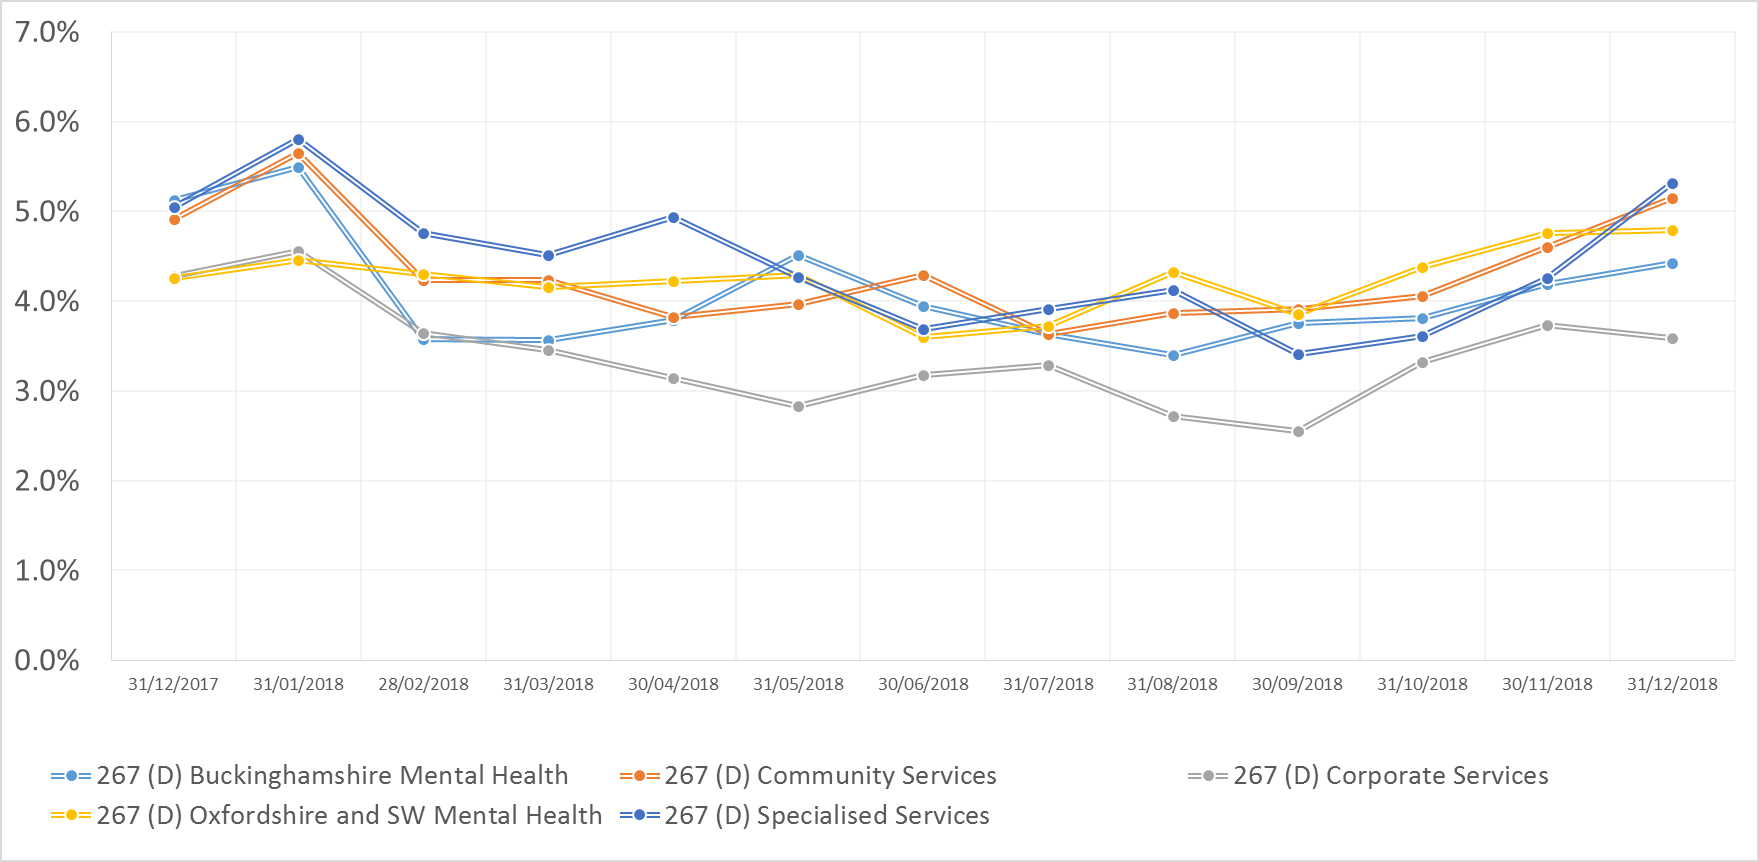 7.0%
6.0%
5.0%
4.0%
3.0%
2.0%
1.0%
0.0%
31/12/2017 31/01/2018 28/02/2018 31/03/2018 30/04/2018 31/05/2018 30/06/2018 31/07/2018 31/08/2018 30/09/2018 31/10/2018 30/11/2018 31/12/2018
267 (D) Buckinghamshire Mental Health 267 (D) Community Services 267 (D) Corporate Services
267 (D) Oxfordshire and SW Mental Health 267 (D) Specialised Services